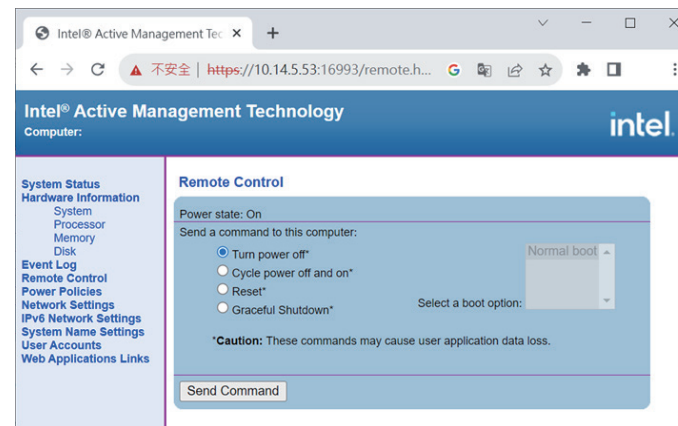 Intel® Active Management Tec
不安全 | https://10.14.5.53:16993/remote.h...
Intel® Active Management Technology
Computer:
intel.
System Status
Hardware Information
System
Processor
Memory
Disk
Event Log
Remote Control
Power Policies
Network Settings
IPv6 Network Settings
System Name Settings
User Accounts
Web Applications Links
Remote Control
Power state: On
Send a command to this computer:
Turn power off*
Cycle power off and on*
Reset*
Graceful Shutdown*
Select a boot option:
Normal boot
*Caution: These commands may cause user application data loss.
Send Command